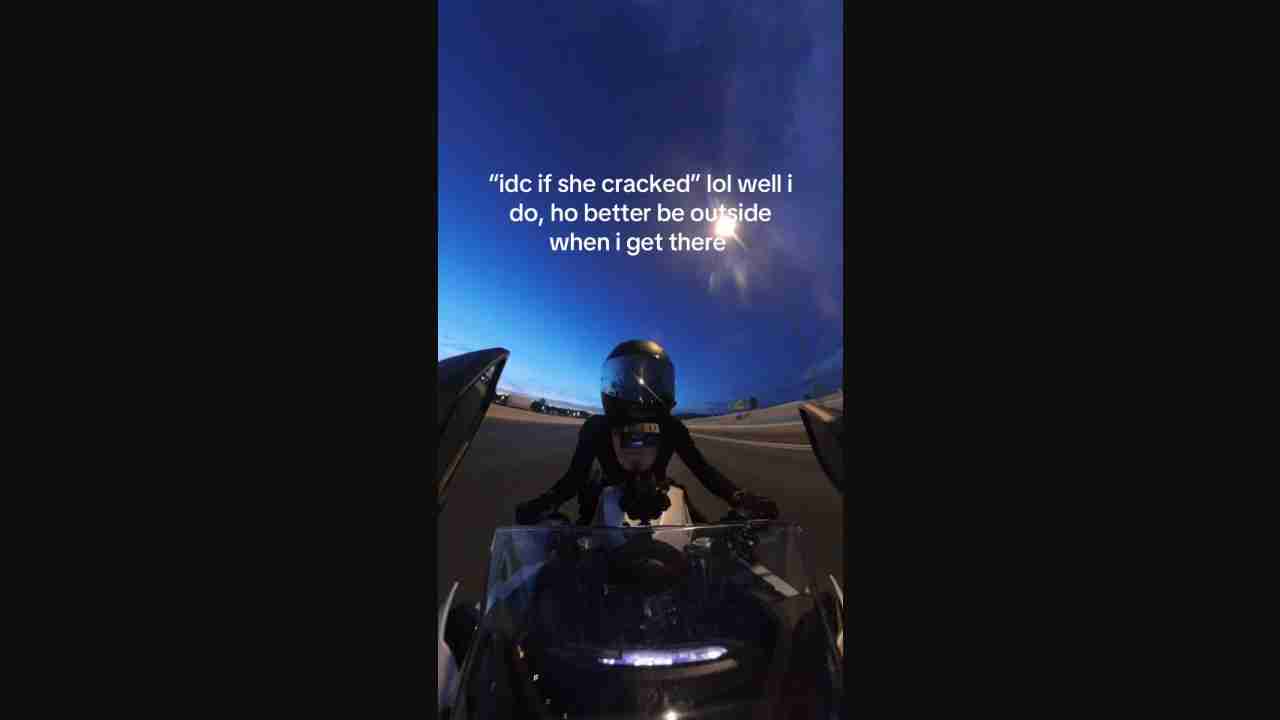 “idc if she cracked” lol well i
do, ho better be outside
when i get there